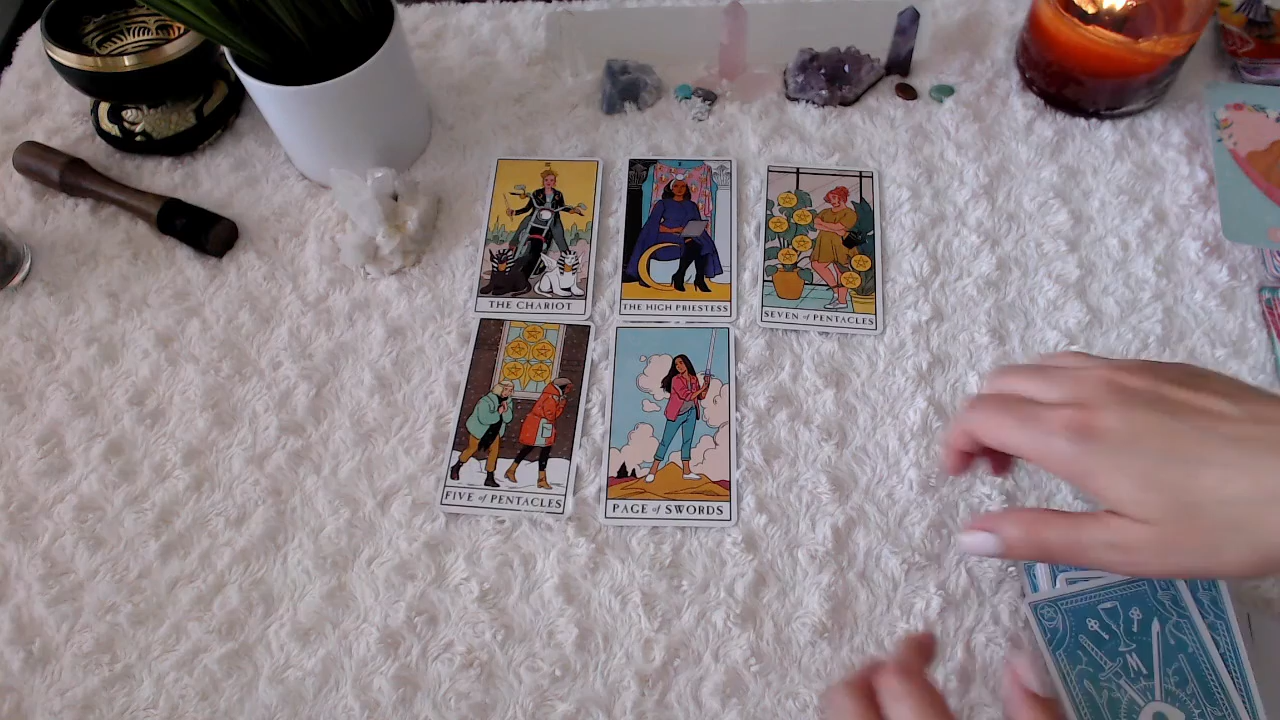 THE CHARIOT
THE HIGH PRIESTESS
SEVEN of PENTACLES
FIVE of PENTACLES
PAGE of SWORDS
M